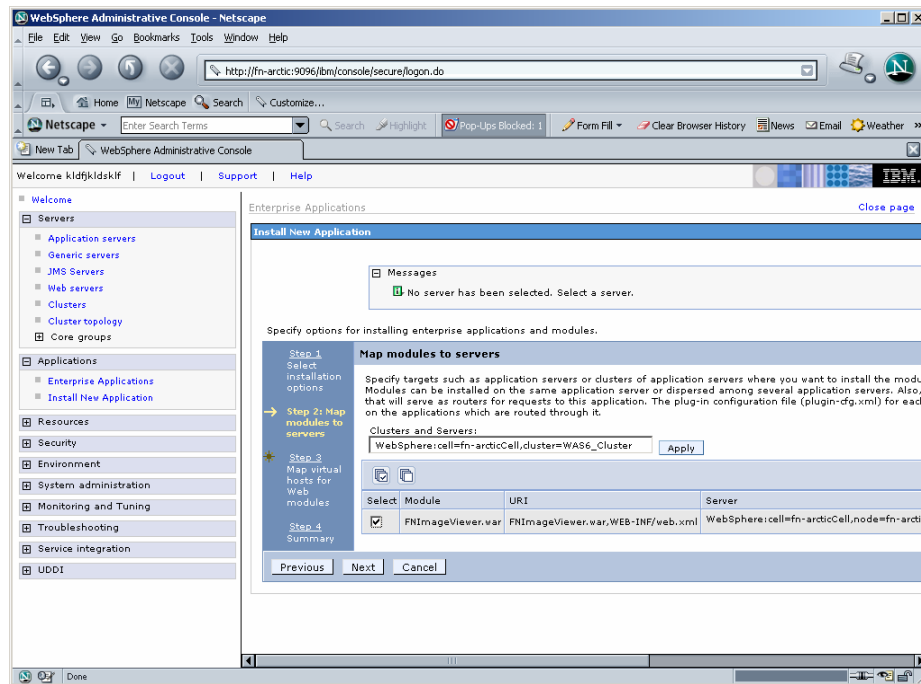 WebSphere Administrative Console - Netscape
File Edit View Go Bookmarks Tools Window Help
http://fn-arctic:9096/ibm/console/secure/logon.do
Home My Netscape Search Customize...
Netscape Enter Search Terms Search Highlight Pop-Ups Blocked: 1 Form Fill Clear Browser History News Email Weather »
New Tab WebSphere Administrative Console
Welcome kldfjkldsklf | Logout | Support | Help
IBM.
Welcome
Servers
Application servers
Generic servers
JMS Servers
Web servers
Clusters
Cluster topology
Core groups
Applications
Enterprise Applications
Install New Application
Resources
Security
Environment
System administration
Monitoring and Tuning
Troubleshooting
Service integration
UDDI
Enterprise Applications Close page
Install New Application
Messages
No server has been selected. Select a server.
Specify options for installing enterprise applications and modules.
Step 1
Select
installation
options
Step 2: Map
modules to
servers
Step 3
Map virtual
hosts for
Web
modules
Step 4
Summary
Map modules to servers
Specify targets such as application servers or clusters of application servers where you want to install the modu
Modules can be installed on the same application server or dispersed among several application servers. Also,
that will serve as routers for requests to this application. The plug-in configuration file (plugin-cfg.xml) for eac
on the applications which are routed through it.
Clusters and Servers:
WebSphere:cell=fn-arcticCell,cluster=WAS6_Cluster Apply
Select Module URI Server
FNImageViewer.war FNImageViewer.war,WEB-INF/web.xml WebSphere:cell=fn-arcticCell,node=fn-arcti
Previous Next Cancel
Done